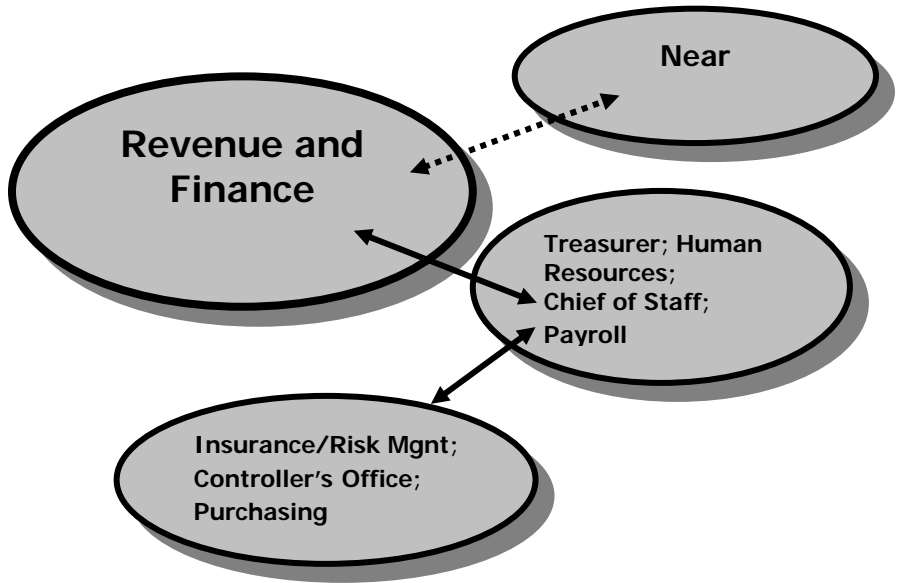 Near
Revenue and
Finance
Treasurer; Human
Resources;
Chief of Staff;
Payroll
Insurance/Risk Mgnt;
Controller's Office;
Purchasing